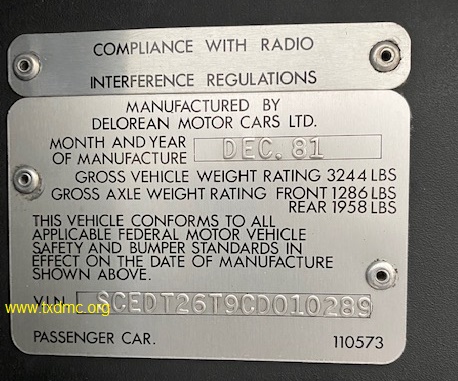 COMPLIANCE WITH RADIO
INTERFERENCE REGULATIONS
MANUFACTURED BY
DELOREAN MOTOR CARS LTD.
MONTH AND YEAR
OF MANUFACTURE DEC. 81
GROSS VEHICLE WEIGHT RATING 3244 LBS
GROSS AXLE WEIGHT RATING FRONT 1286 LBS
REAR 1958 LBS
THIS VEHICLE CONFORMS TO ALL
APPLICABLE FEDERAL MOTOR VEHICLE
SAFETY AND BUMPER STANDARDS IN
EFFECT ON THE DATE OF MANUFACTURE
SHOWN ABOVE.
www.txdmc.org
V.I.N. SCEDT26T9CD010289
PASSENGER CAR. 110573